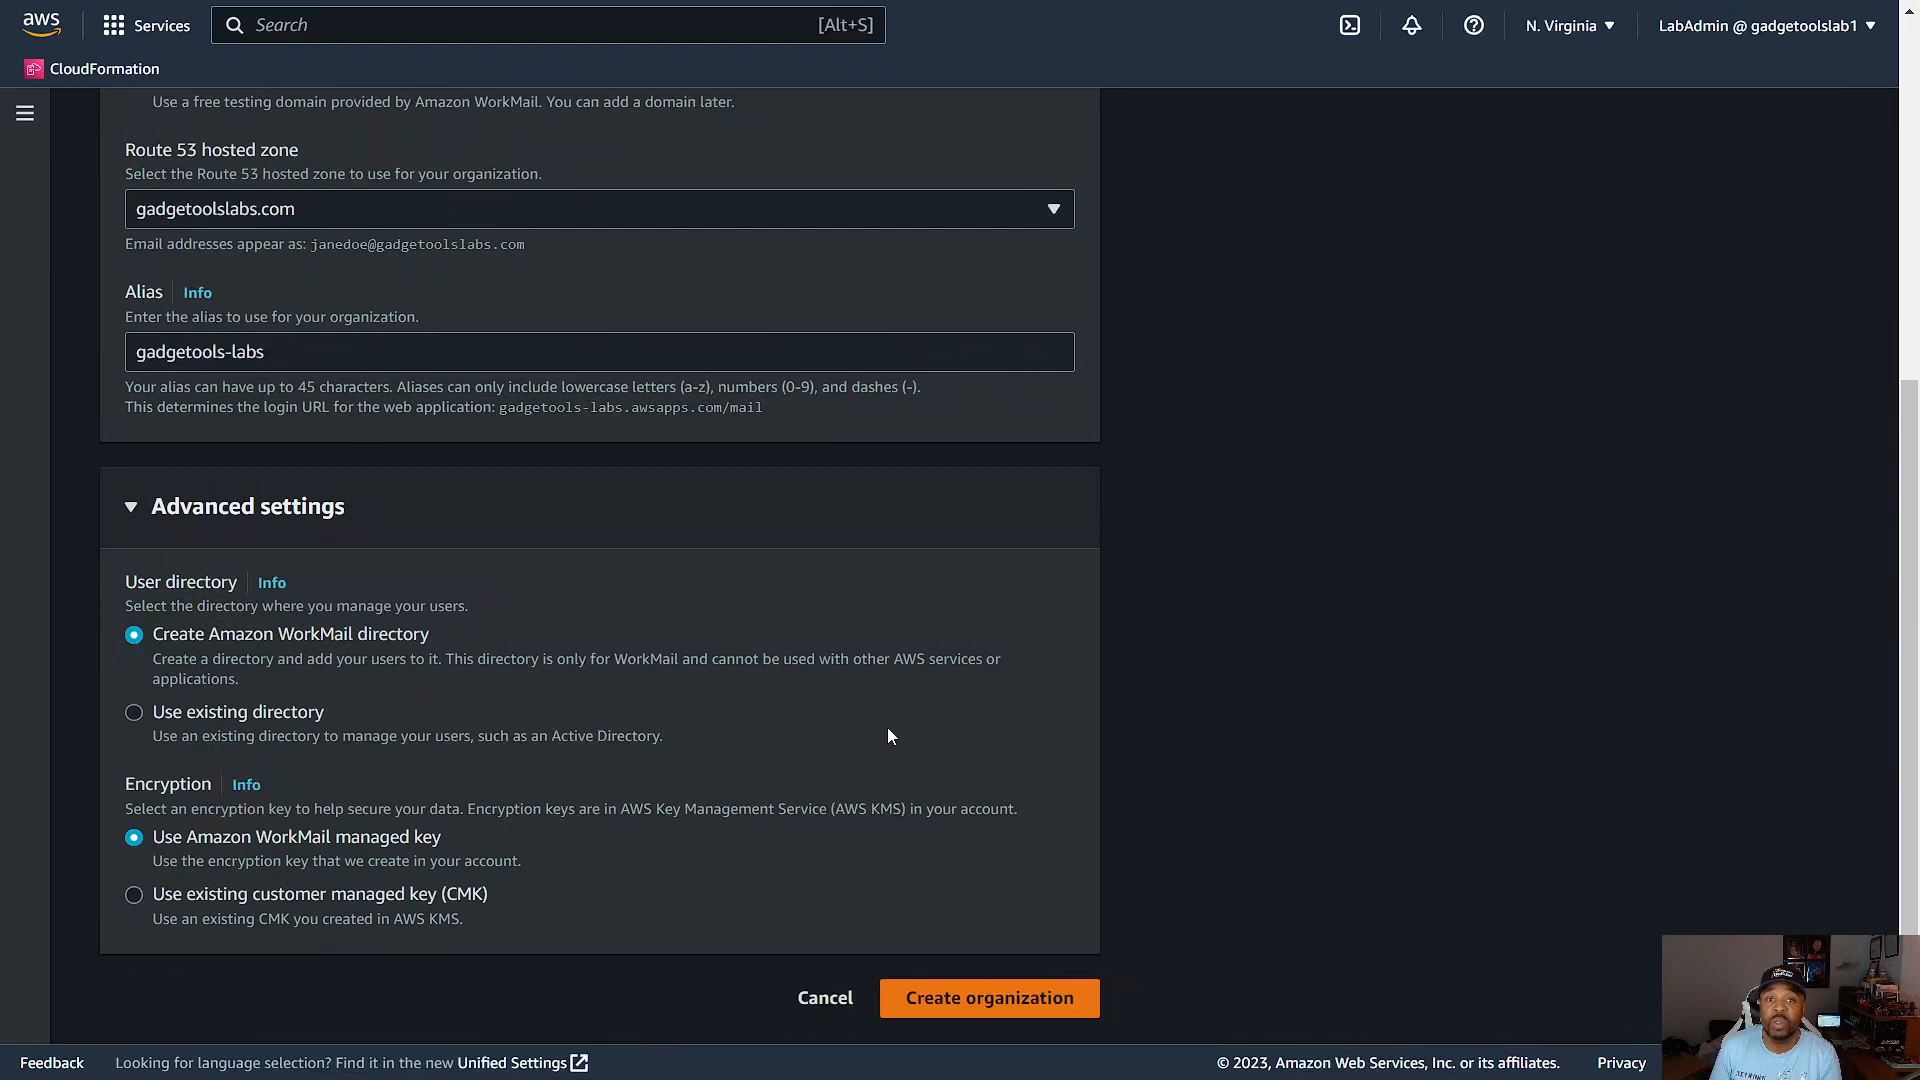 aws
Services
Search
[Alt+S]
N. Virginia
LabAdmin @ gadgetoolslab1
CloudFormation
Use a free testing domain provided by Amazon WorkMail. You can add a domain later.
Route 53 hosted zone
Select the Route 53 hosted zone to use for your organization.
gadgetoolslabs.com
Email addresses appear as: janedoe@gadgetoolslabs.com
Alias Info
Enter the alias to use for your organization.
gadgetools-labs
Your alias can have up to 45 characters. Aliases can only include lowercase letters (a-z), numbers (0-9), and dashes (-).
This determines the login URL for the web application: gadgetools-labs.awsapps.com/mail
Advanced settings
User directory Info
Select the directory where you manage your users.
Create Amazon WorkMail directory
Create a directory and add your users to it. This directory is only for WorkMail and cannot be used with other AWS services or
applications.
Use existing directory
Use an existing directory to manage your users, such as an Active Directory.
Encryption Info
Select an encryption key to help secure your data. Encryption keys are in AWS Key Management Service (AWS KMS) in your account.
Use Amazon WorkMail managed key
Use the encryption key that we create in your account.
Use existing customer managed key (CMK)
Use an existing CMK you created in AWS KMS.
Cancel
Create organization
Feedback
Looking for language selection? Find it in the new Unified Settings
© 2023, Amazon Web Services, Inc. or its affiliates.
Privacy